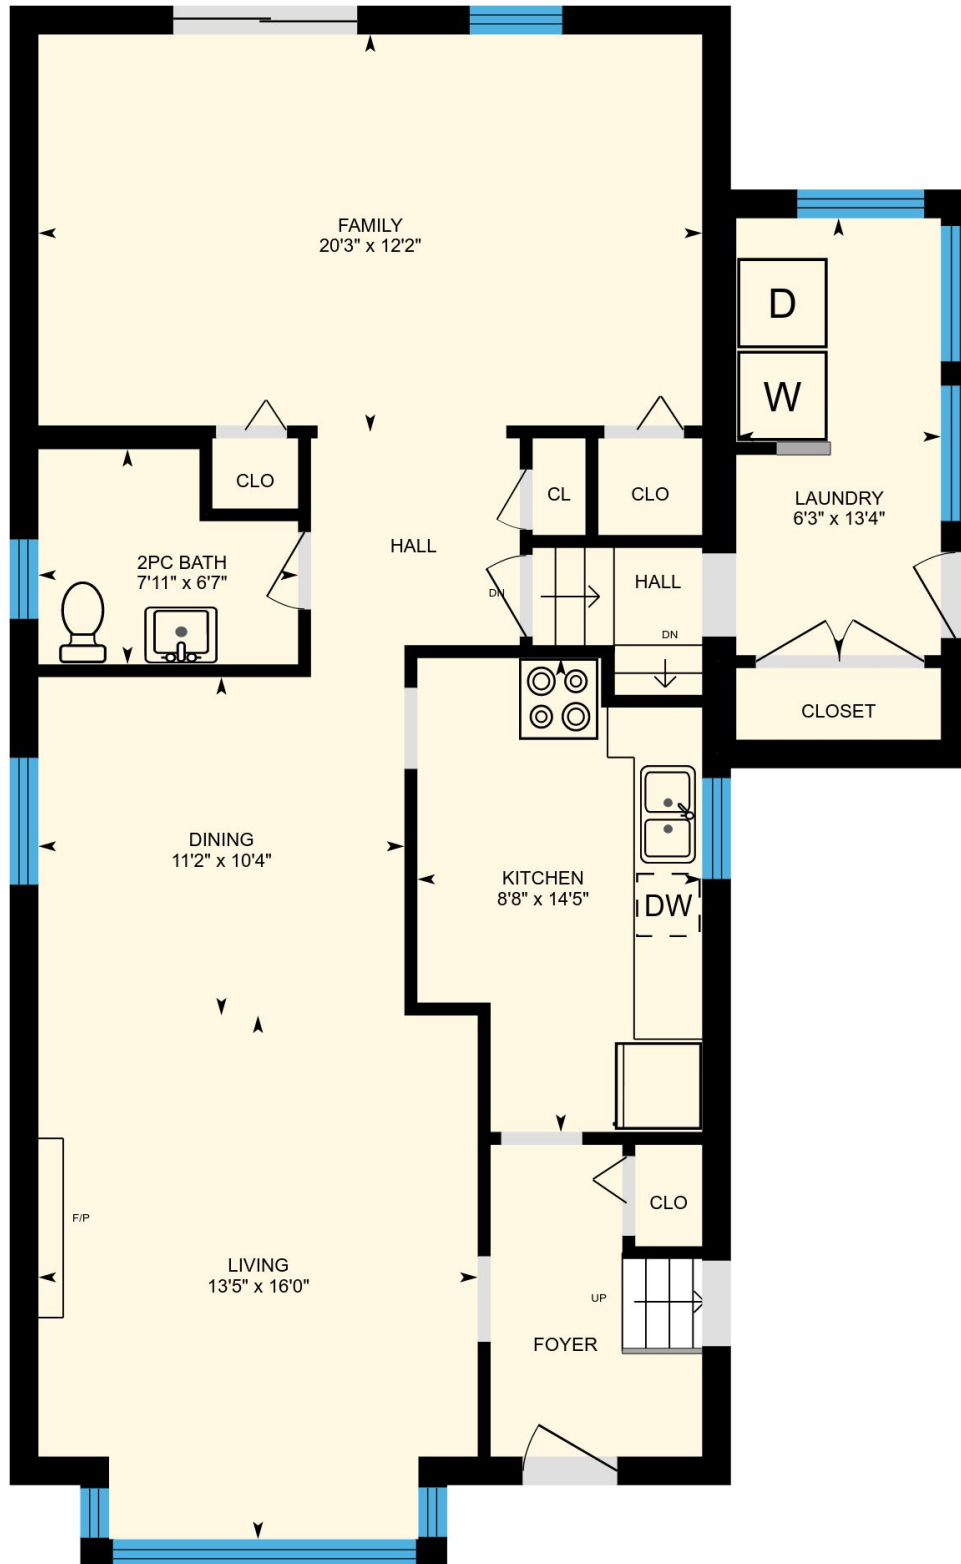 FAMILY
20'3" x 12'2"
D
W
CLO
CL
CLO
LAUNDRY
6'3" x 13'4"
HALL
2PC BATH
7'11" x 6'7"
HALL
DN
DN
CLOSET
DINING
11'2" x 10'4"
KITCHEN
8'8" x 14'5"
DW
CLO
F/P
LIVING
13'5" x 16'0"
UP
FOYER